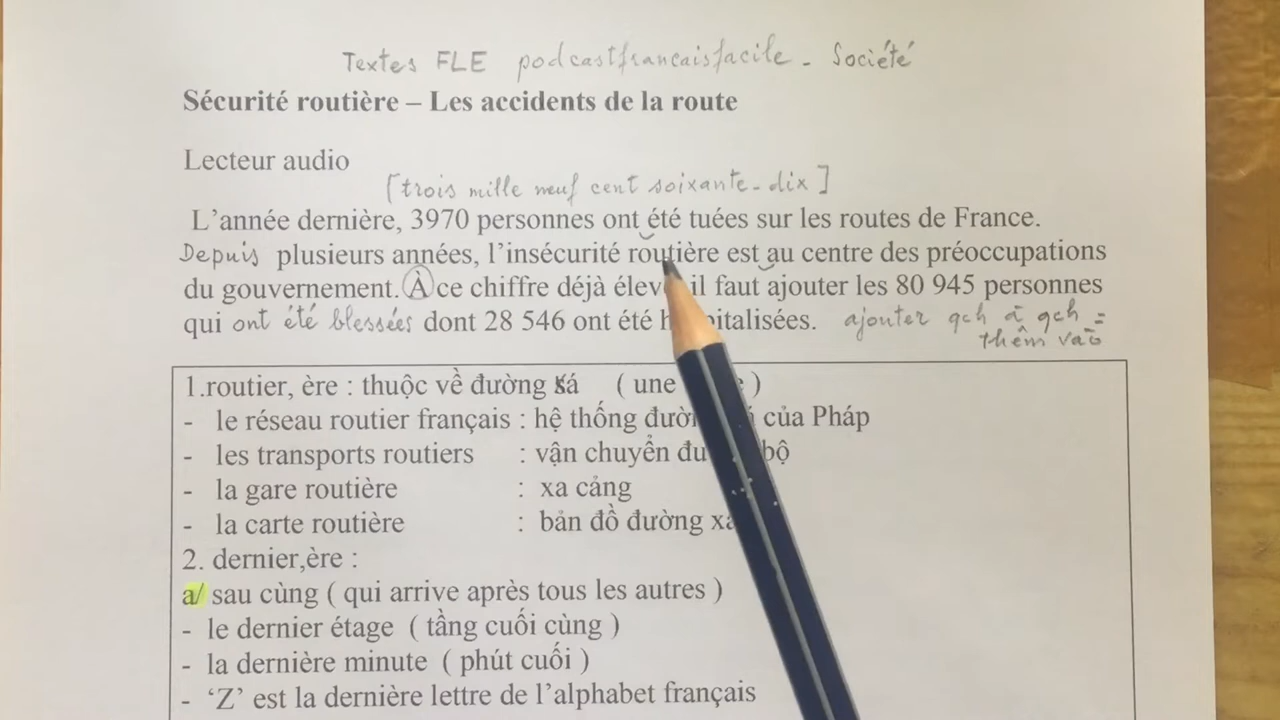 Textes FLE podcastfrancaisfacile - Société
Sécurité routière – Les accidents de la route
Lecteur audio
[trois mille neuf cent soixante-dix]
L'année dernière, 3970 personnes ont été tuées sur les routes de France.
Depuis plusieurs années, l'insécurité routière est au centre des préoccupations
du gouvernement. À ce chiffre déjà élev il faut ajouter les 80 945 personnes
qui ont été blessées dont 28 546 ont été h pitalisées. ajouter qch à qch =
thêm vào
1.routier, ère : thuộc về đường xá ( une )
- le réseau routier français : hệ thống đườn của Pháp
- les transports routiers : vận chuyển đư bộ
- la gare routière : xa cảng
- la carte routière : bản đồ đường xá
2. dernier,ère :
a/ sau cùng ( qui arrive après tous les autres )
- le dernier étage ( tầng cuối cùng )
- la dernière minute ( phút cuối )
- ‘Z’ est la dernière lettre de l'alphabet français